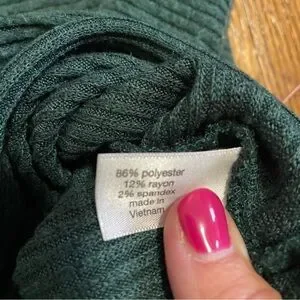 86% polyester
12% rayon
2% spandex
made in
Vietnam